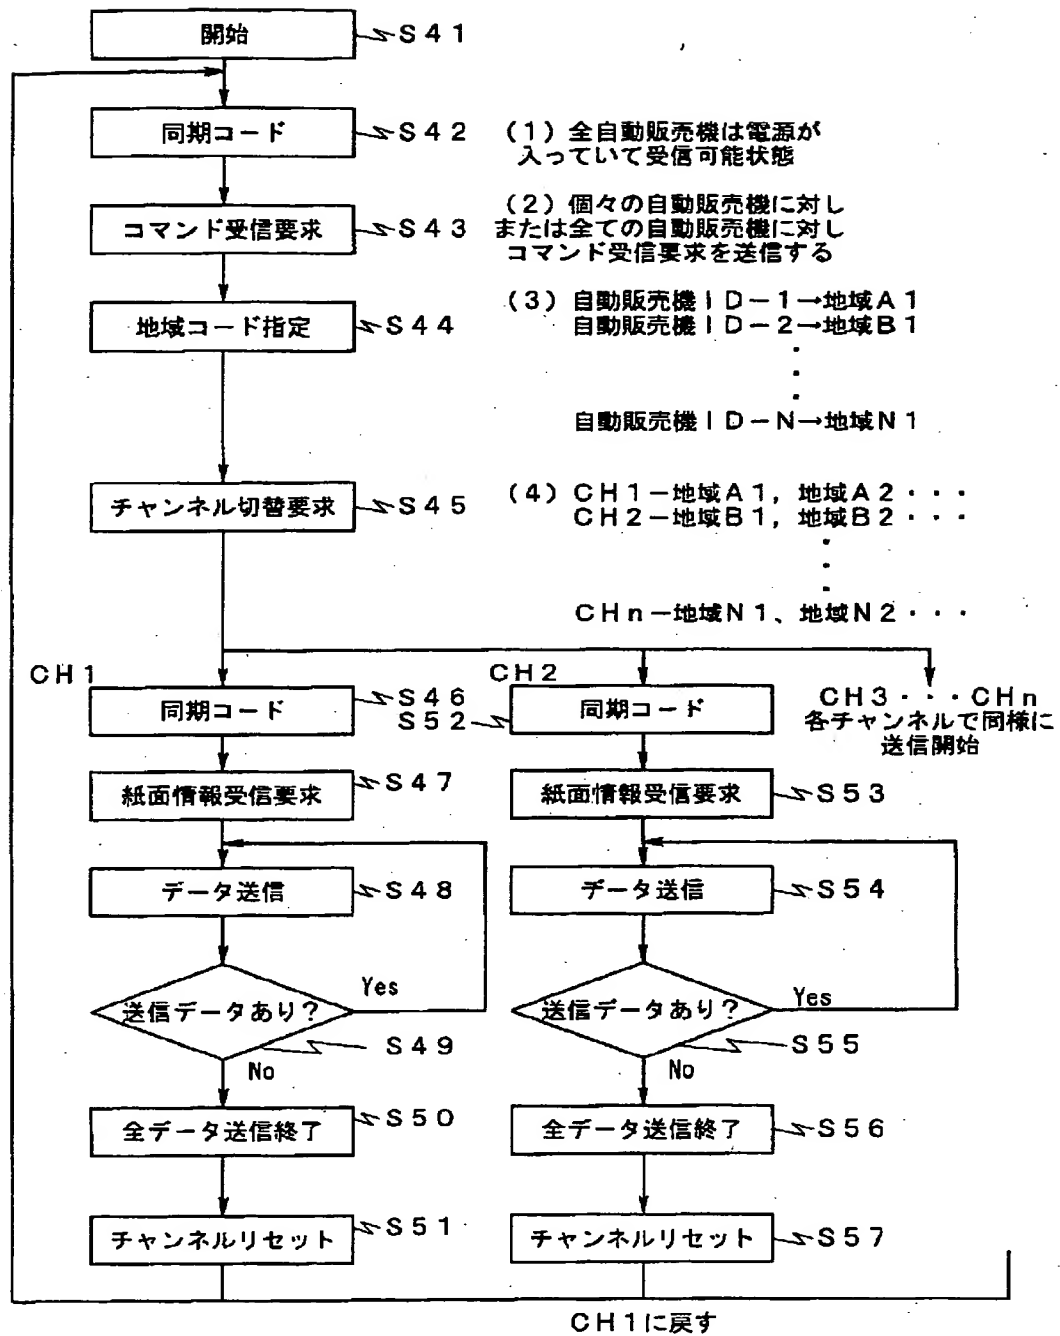 開始
S41
同期コード
S42
(1)全自動販売機は電源が
入っていて受信可能状態
コマンド受信要求
S43
(2)個々の自動販売機に対し
または全ての自動販売機に対し
コマンド受信要求を送信する
地域コード指定
S44
(3)自動販売機ID-1→地域A1
自動販売機ID-2→地域B1
・
・
・
自動販売機ID-N→地域N1
チャンネル切替要求
S45
(4)CH1-地域A1, 地域A2・・・
CH2-地域B1, 地域B2・・・
・
・
・
CHn-地域N1、地域N2・・・
CH1
同期コード
S46
紙面情報受信要求
S47
データ送信
S48
送信データあり?
Yes
S49
No
全データ送信終了
S50
チャンネルリセット
S51
CH2
S52
同期コード
紙面情報受信要求
S53
データ送信
S54
送信データあり?
Yes
S55
No
全データ送信終了
S56
チャンネルリセット
S57
CH3・・・CHn
各チャンネルで同様に
送信開始
CH1に戻す